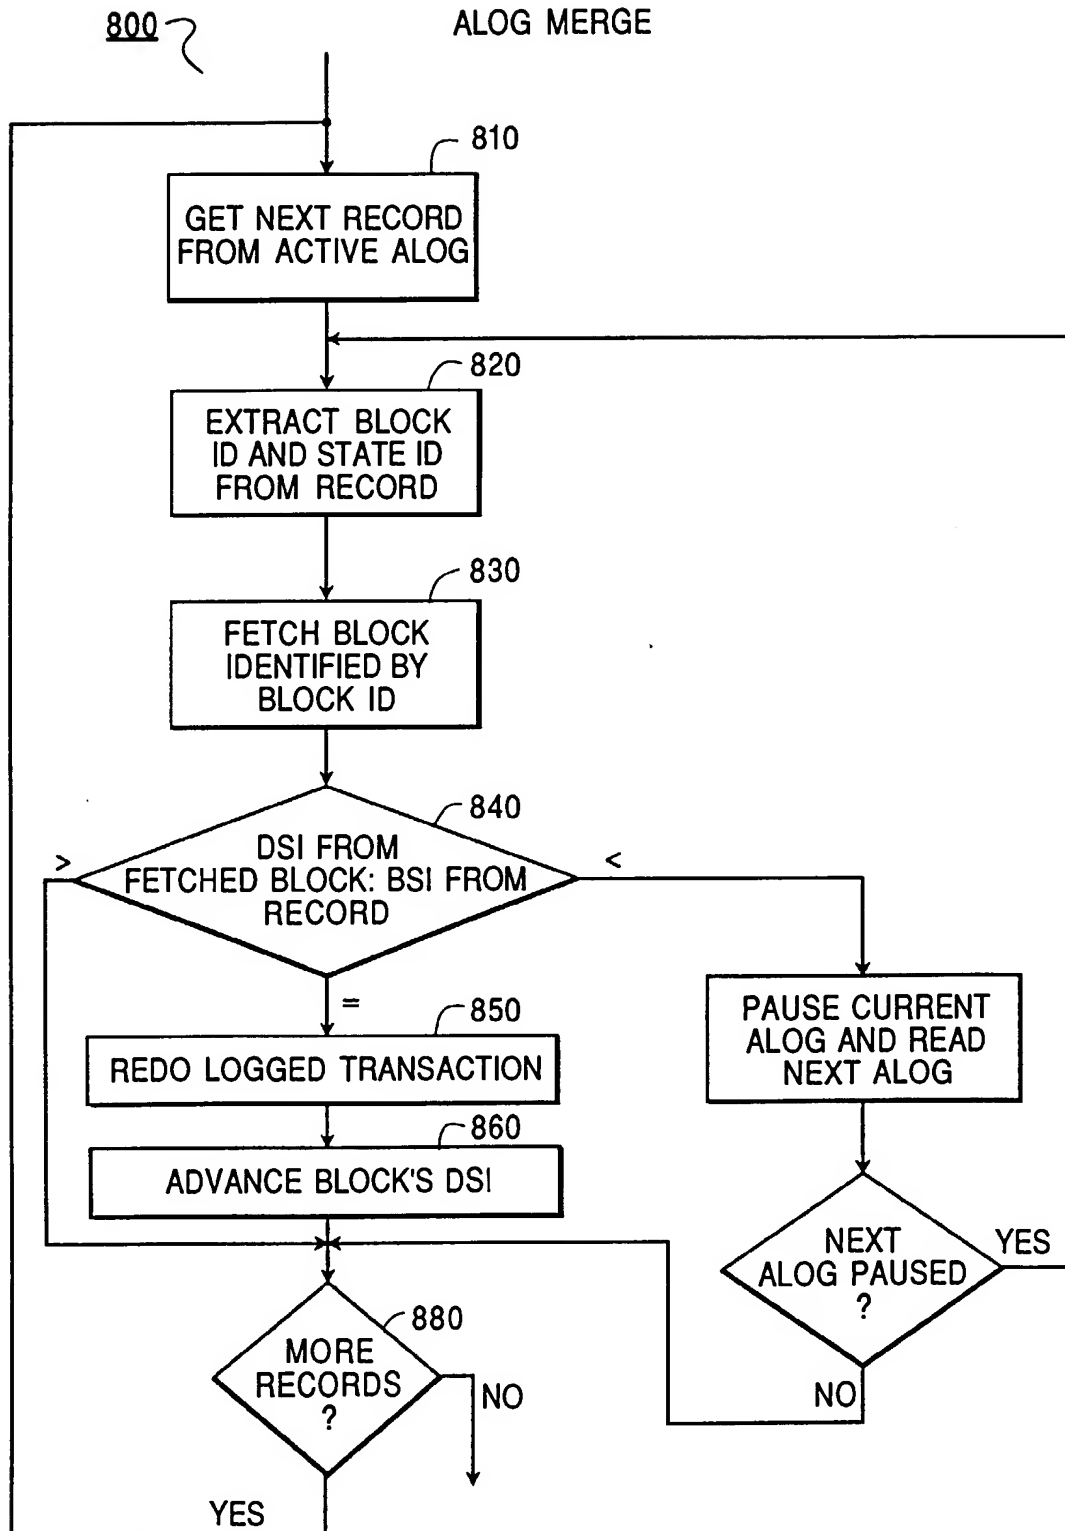 800
ALOG MERGE
810
GET NEXT RECORD
FROM ACTIVE ALOG
820
EXTRACT BLOCK
ID AND STATE ID
FROM RECORD
830
FETCH BLOCK
IDENTIFIED BY
BLOCK ID
840
>
<
DSI FROM
FETCHED BLOCK: BSI FROM
RECORD
=
850
REDO LOGGED TRANSACTION
860
ADVANCE BLOCK'S DSI
PAUSE CURRENT
ALOG AND READ
NEXT ALOG
NEXT
ALOG PAUSED
?
YES
NO
880
MORE
RECORDS
?
NO
YES